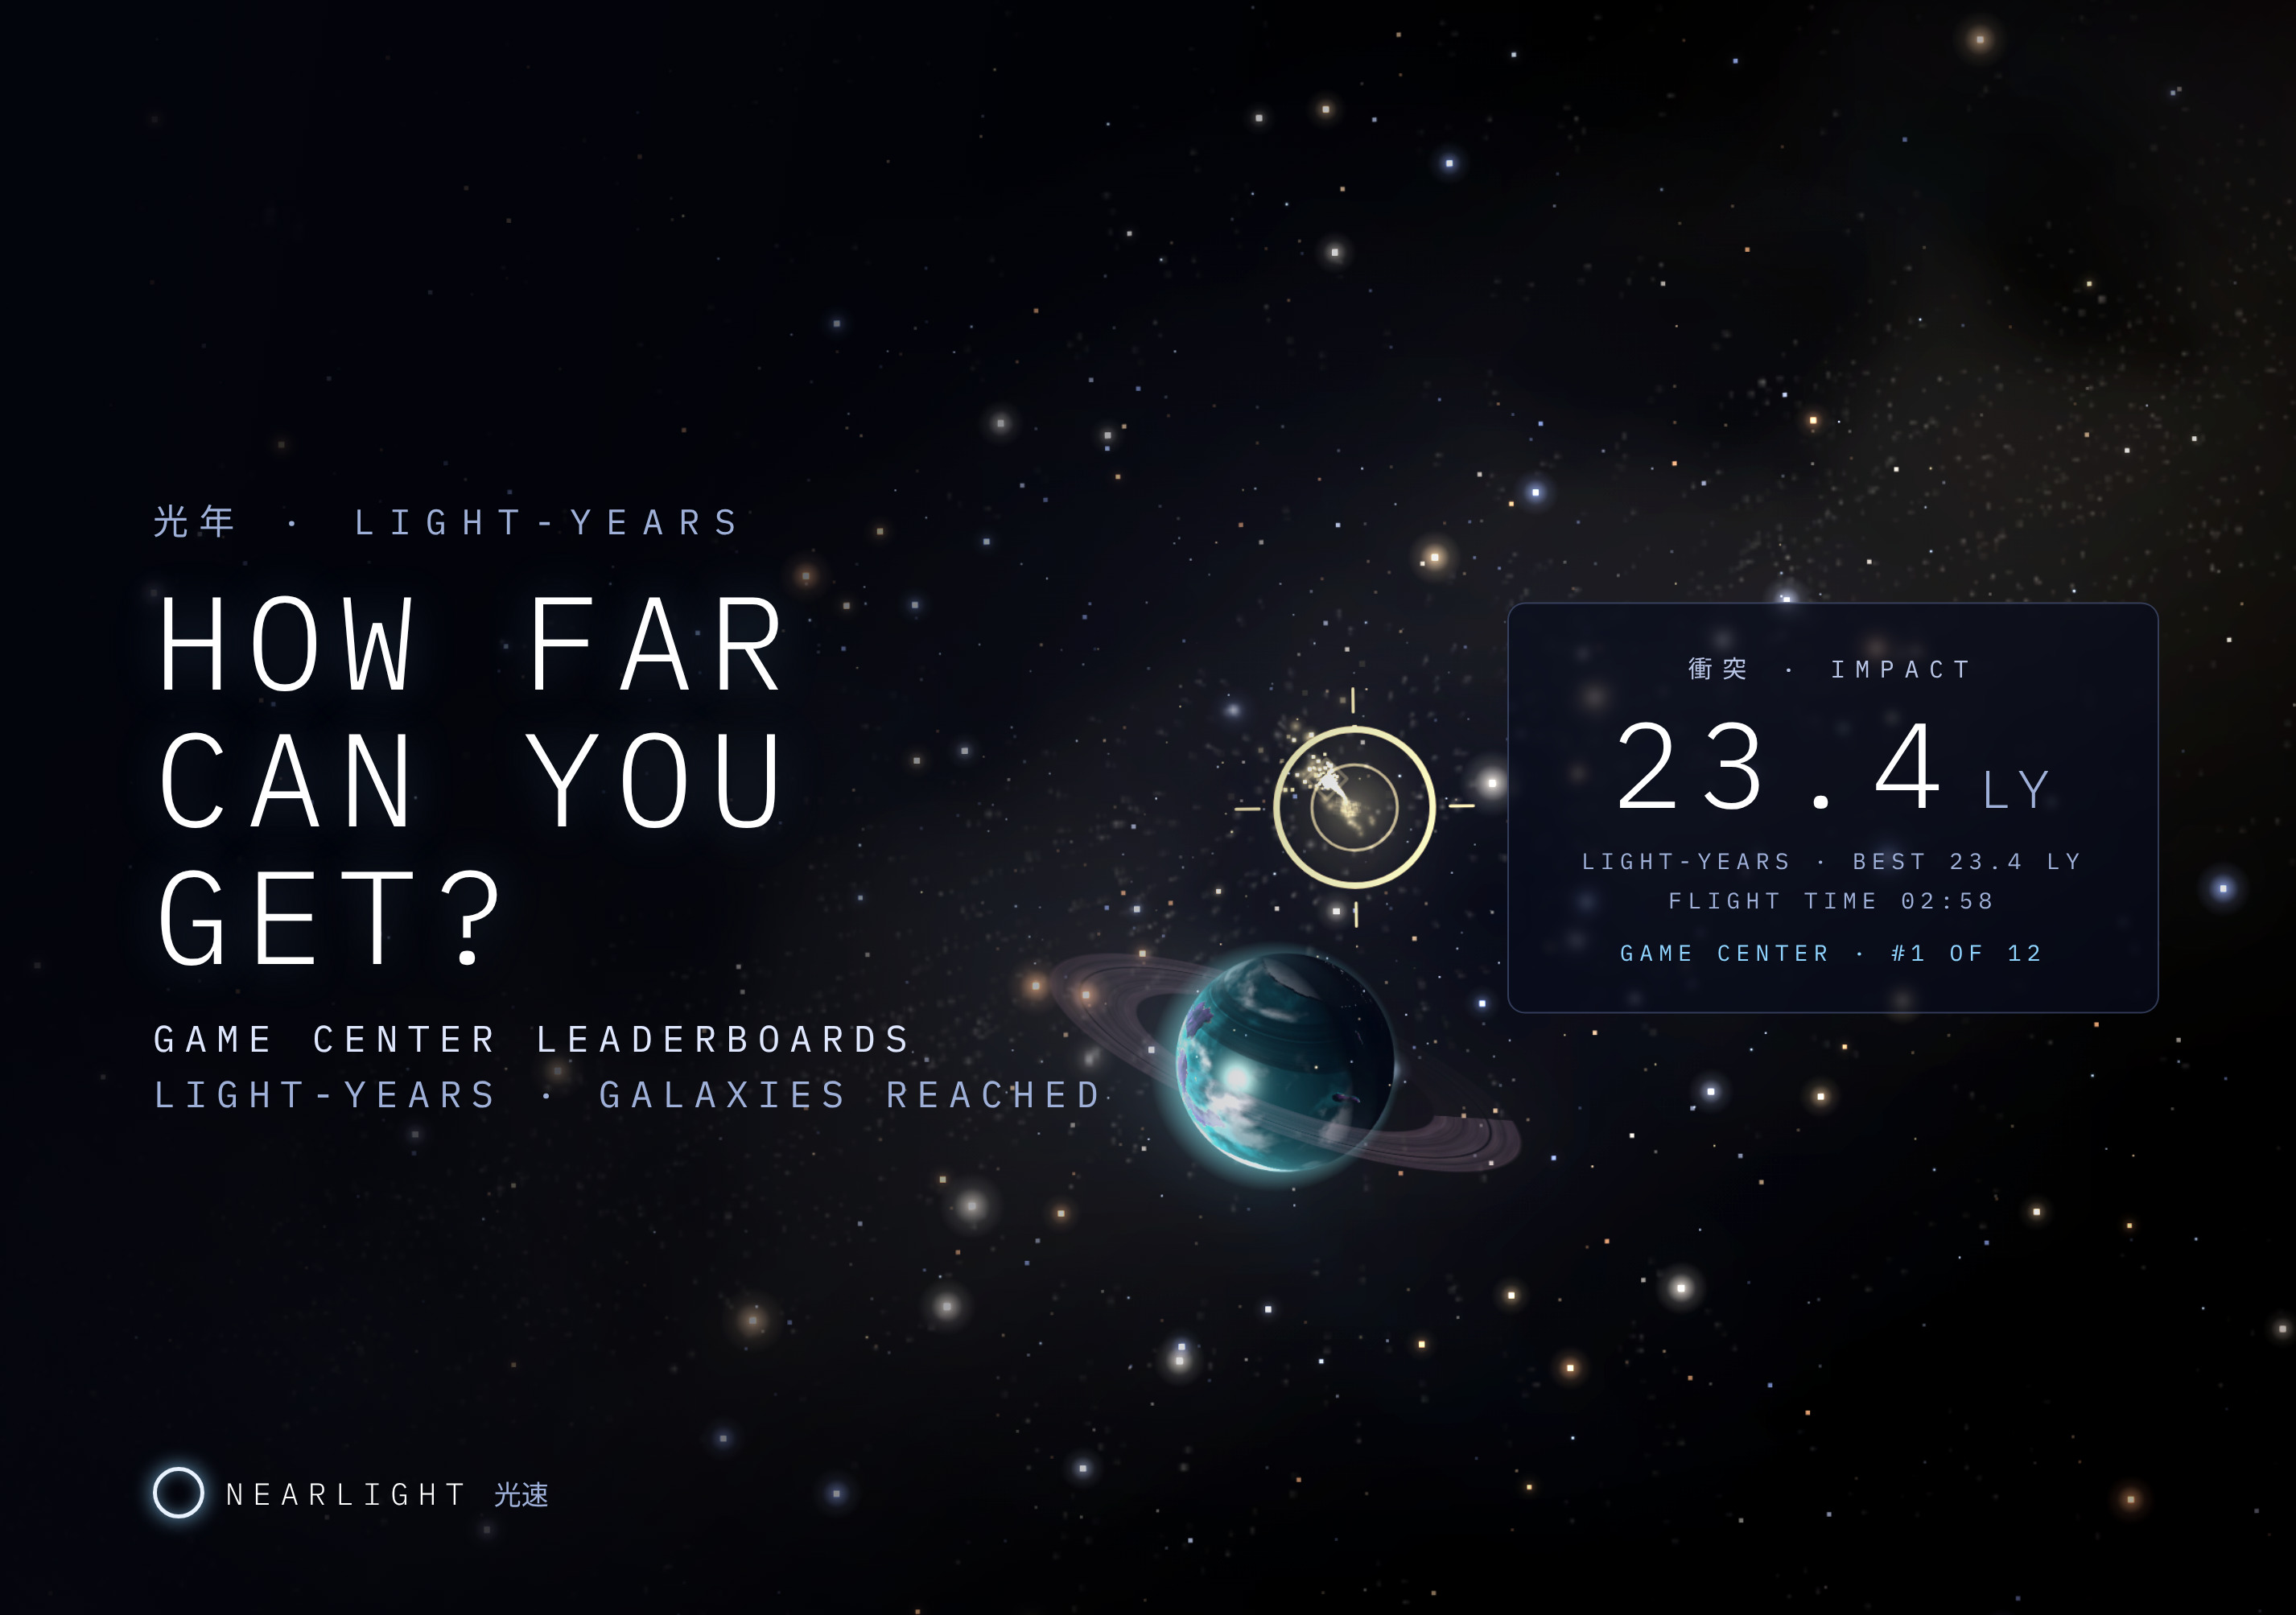 光年 · LIGHT-YEARS
HOW FAR
CAN YOU
GET?
GAME CENTER LEADERBOARDS
LIGHT-YEARS · GALAXIES REACHED
衝突 · IMPACT
23.4 LY
LIGHT-YEARS · BEST 23.4 LY
FLIGHT TIME 02:58
GAME CENTER · #1 OF 12
NEARLIGHT 光速